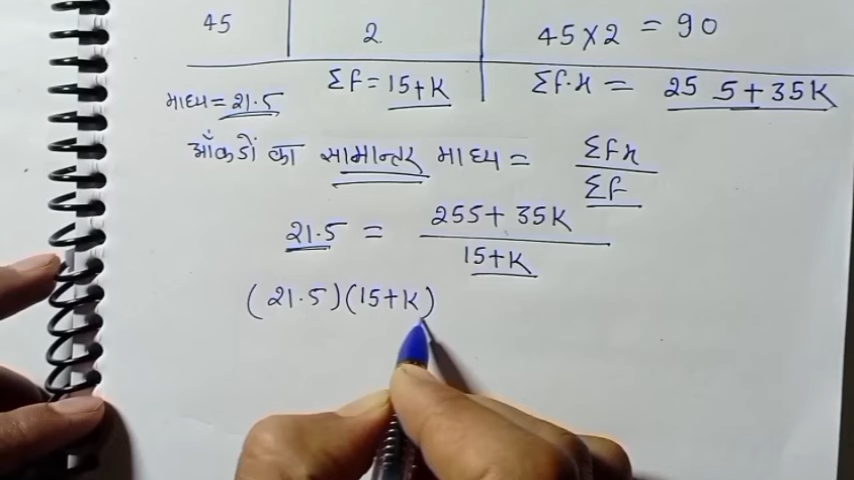 45 2 45×2 = 90
माध्य = 21.5 Σf = 15+K Σf.x = 255+35K
आँकडों का सामान्तर माध्य = Σfx / Σf
21.5 = 255+35K / 15+K
(21.5)(15+K)